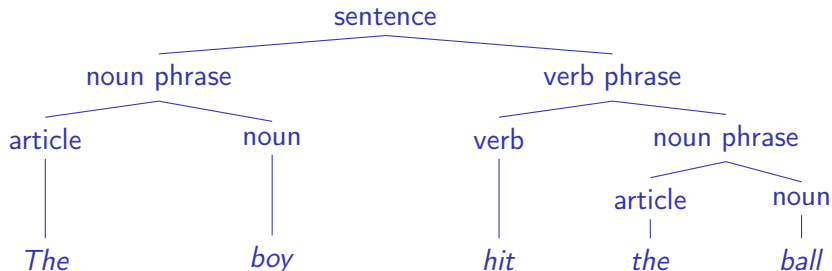 sentence
noun phrase verb phrase
article noun verb noun phrase
article noun
The boy hit the ball